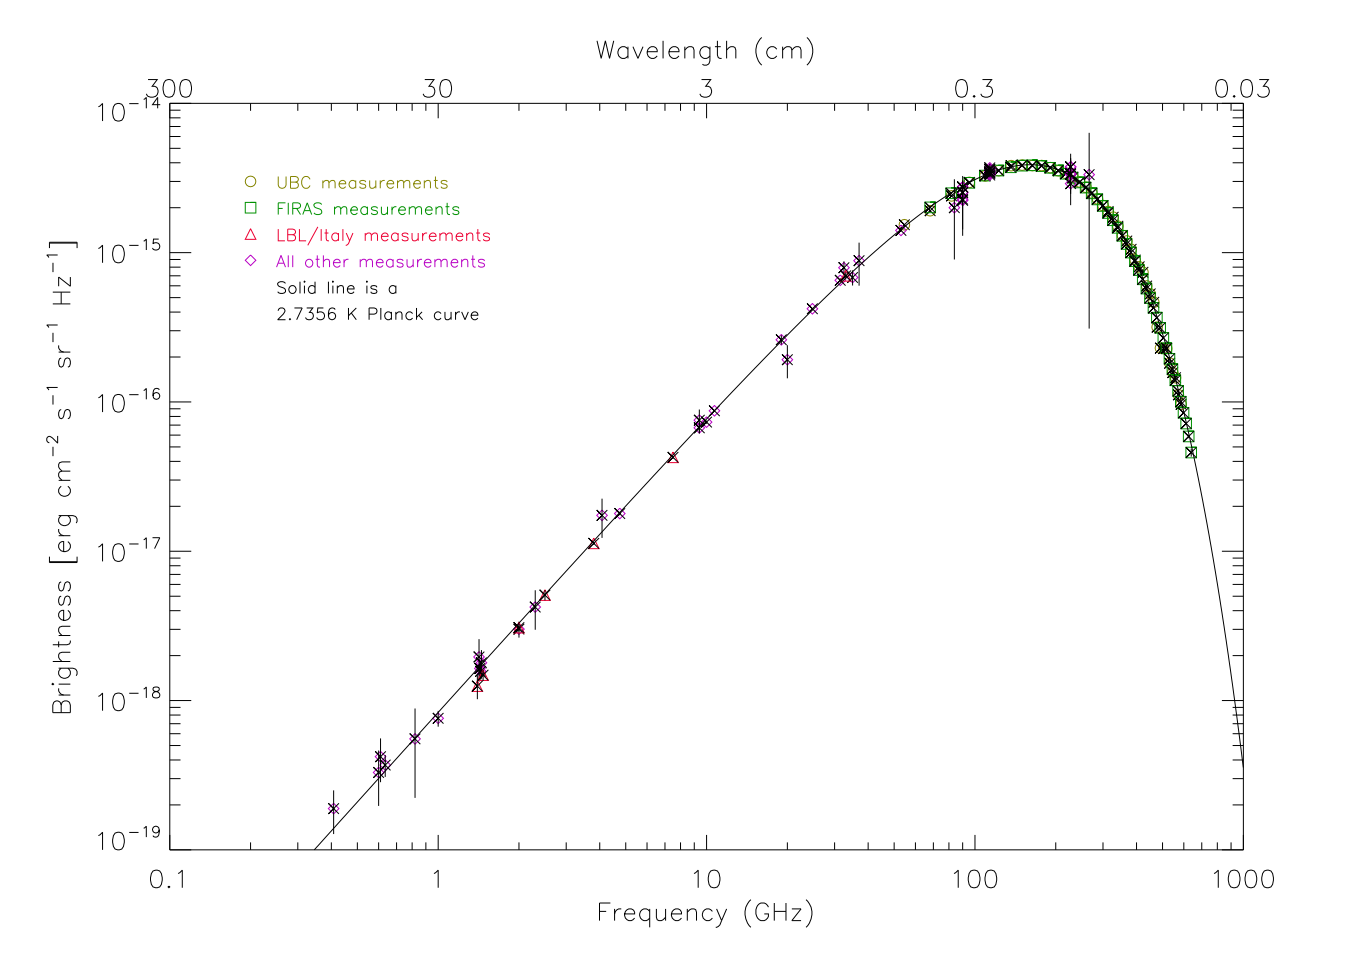 Wavelength (cm)
300 30 3 0.3 0.03
10^-14
10^-15
10^-16
10^-17
10^-18
10^-19
Brightness [erg cm^-2 s^-1 sr^-1 Hz^-1]
UBC measurements
FIRAS measurements
LBL/Italy measurements
All other measurements
Solid line is a
2.7356 K Planck curve
0.1 1 10 100 1000
Frequency (GHz)